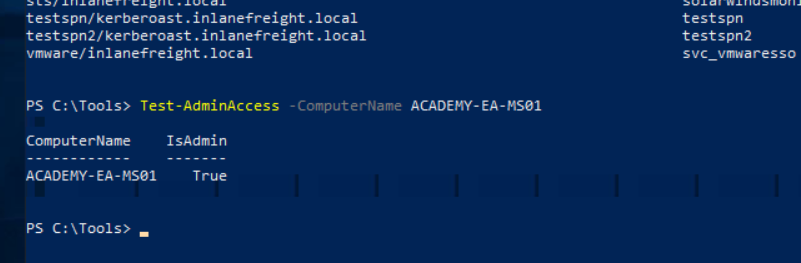 sts/inlanefreight.local solarwindsmoni
testspn/kerberoast.inlanefreight.local testspn
testspn2/kerberoast.inlanefreight.local testspn2
vmware/inlanefreight.local svc_vmwaresso
PS C:\Tools> Test-AdminAccess -ComputerName ACADEMY-EA-MS01
ComputerName IsAdmin
------------ -------
ACADEMY-EA-MS01 True
PS C:\Tools>